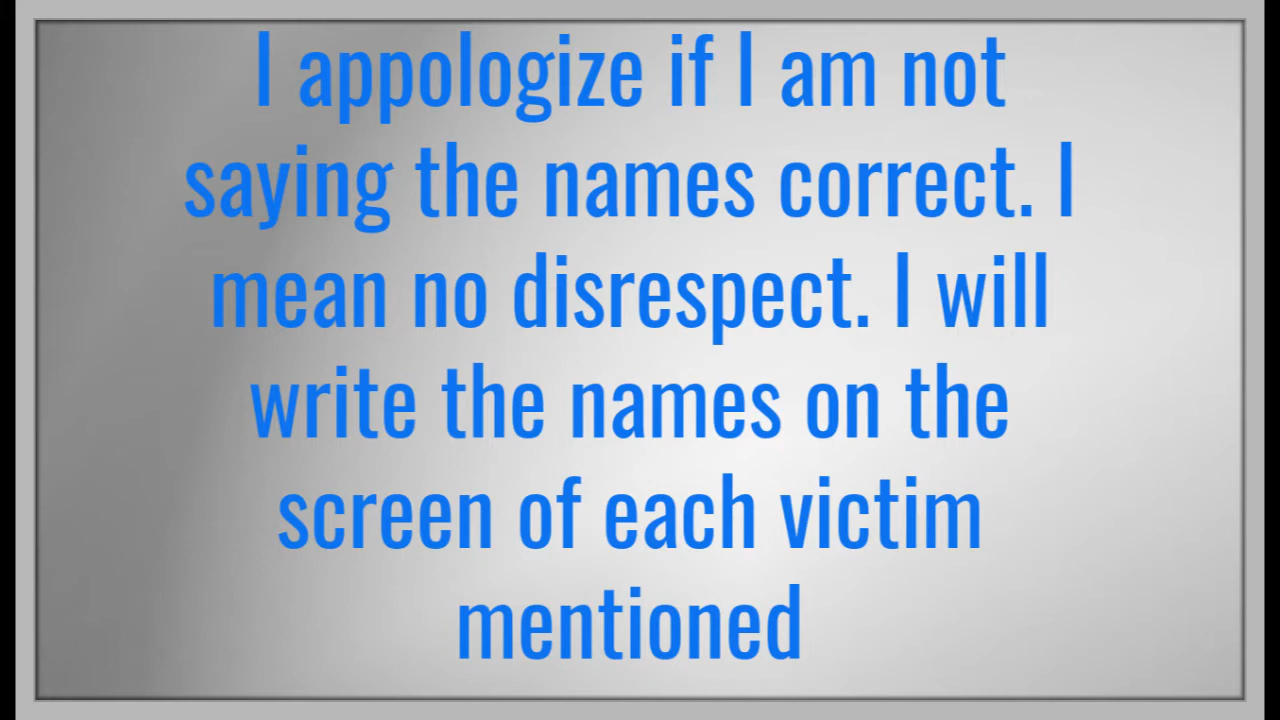 I appologize if I am not
saying the names correct. I
mean no disrespect. I will
write the names on the
screen of each victim
mentioned